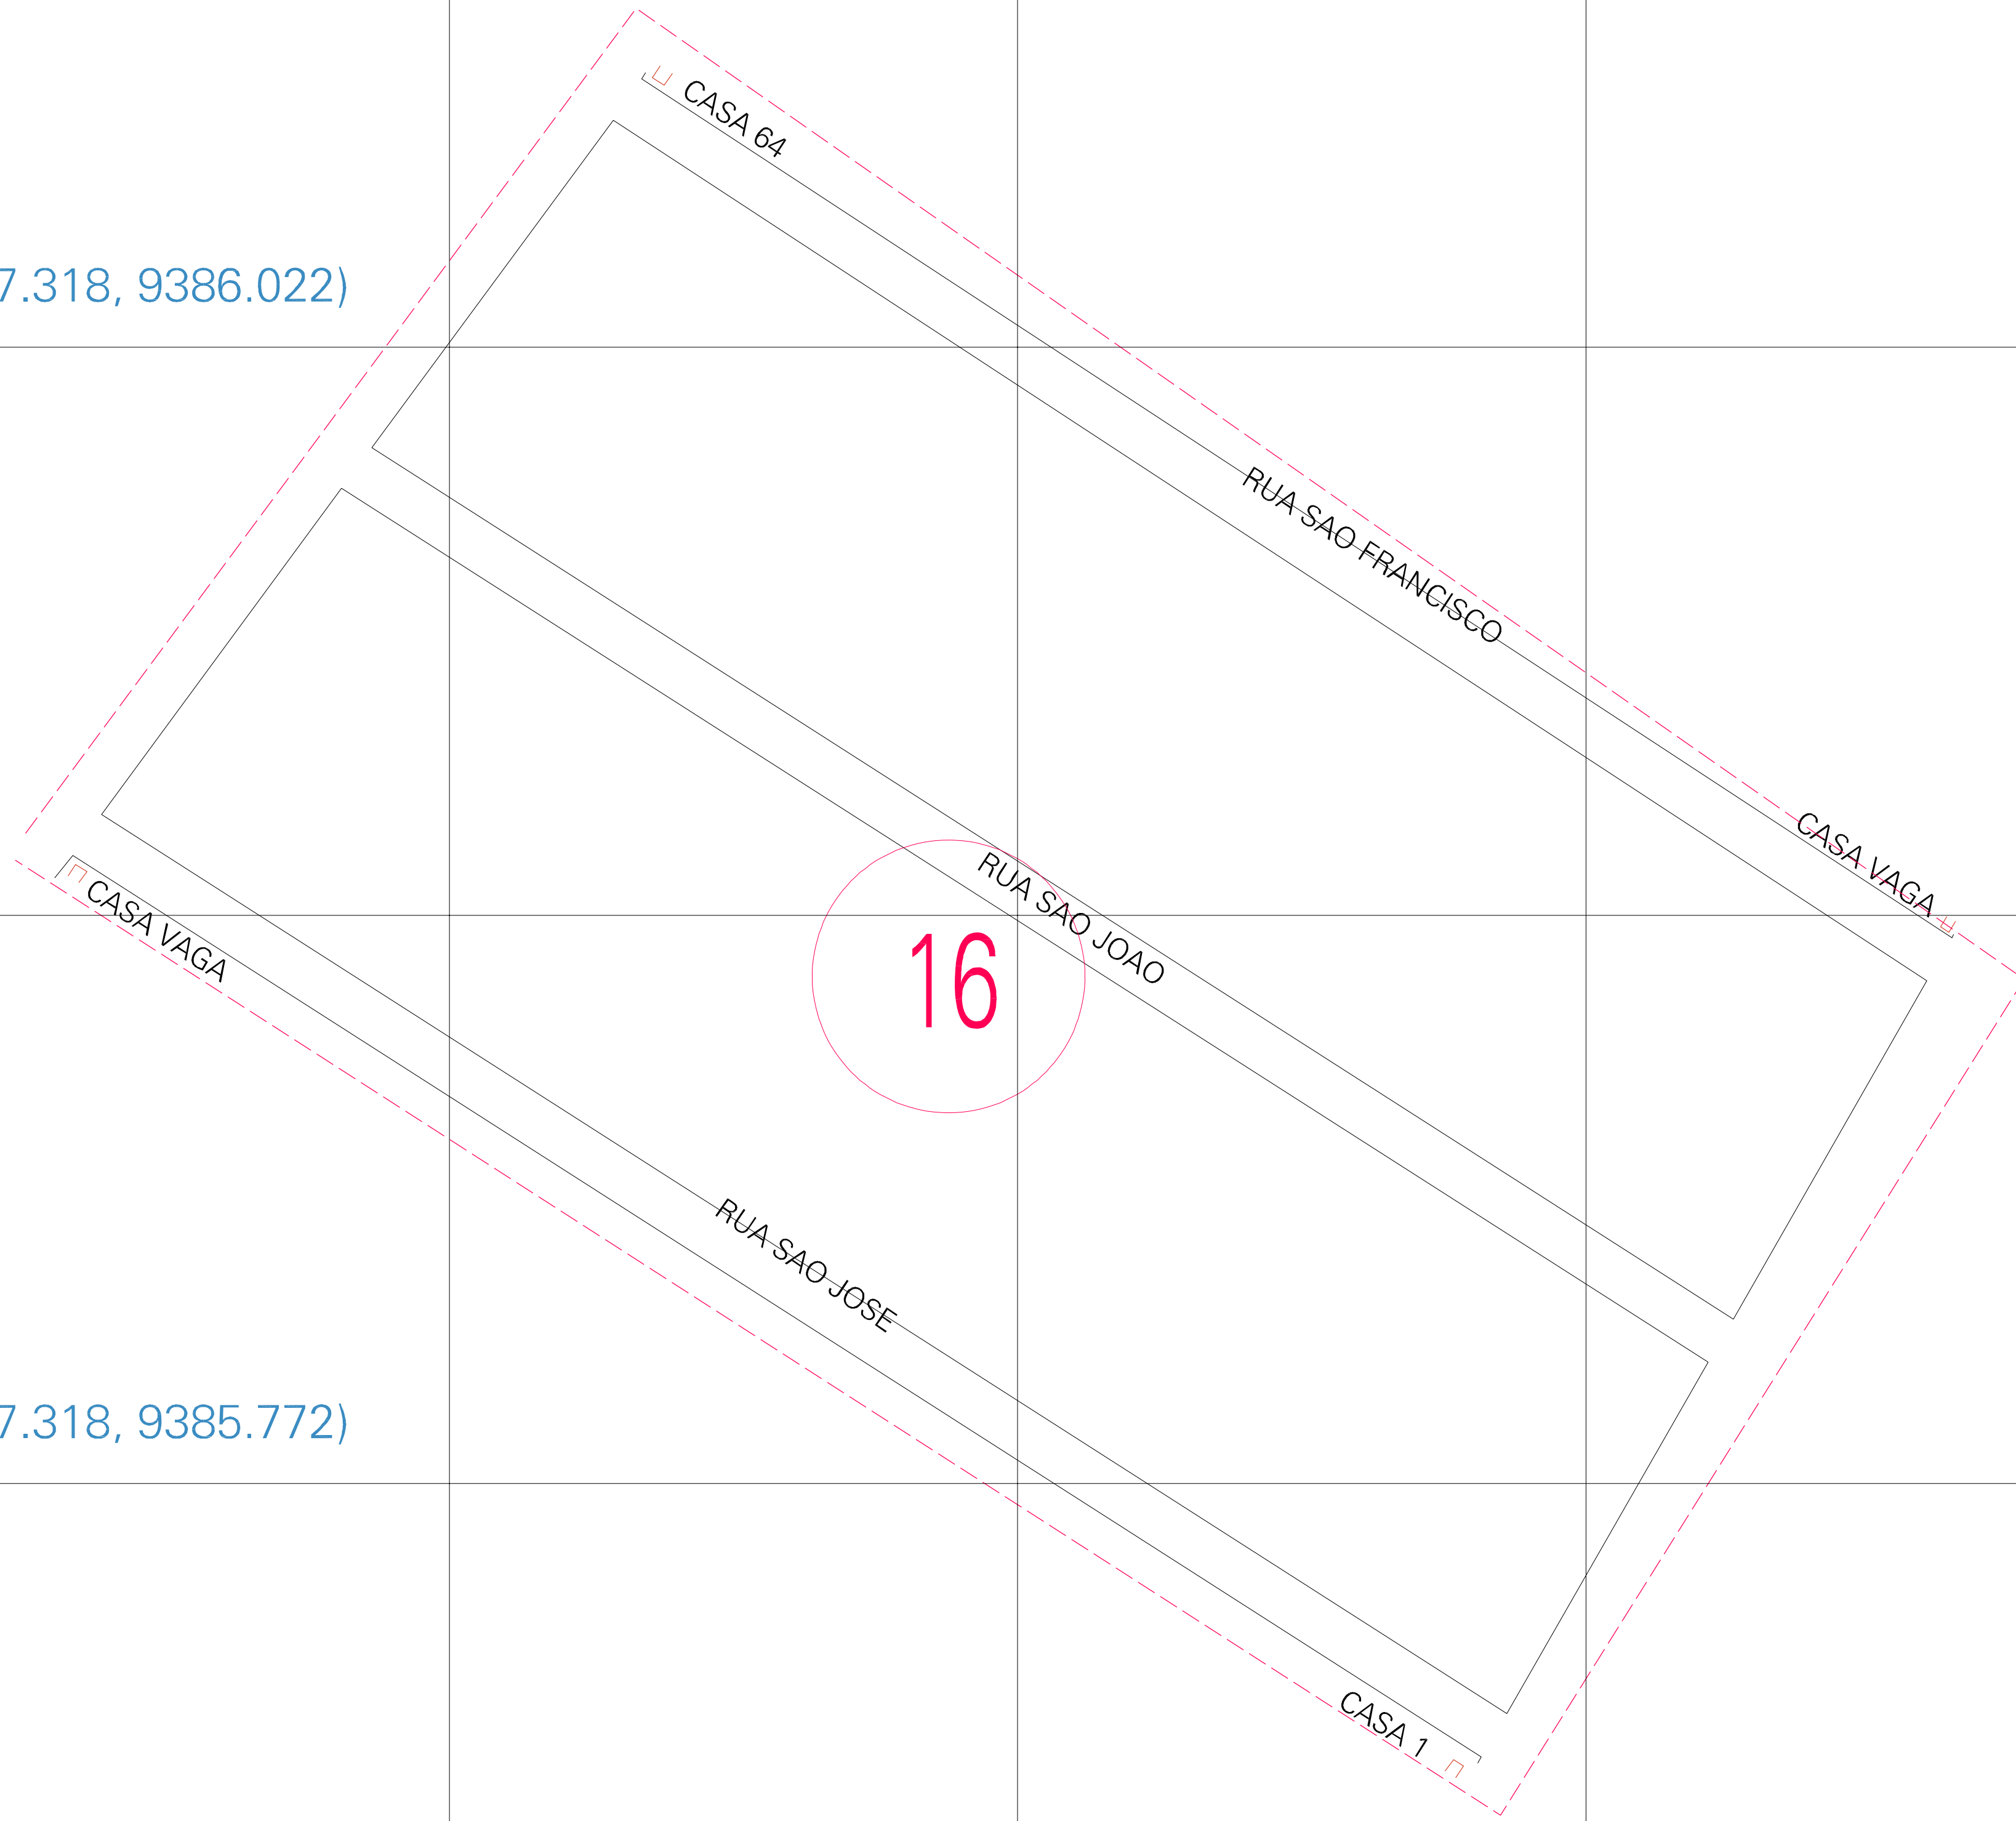 CASA 64
7.318, 9386.022)
RUA SAO FRANCISCO
CASA VAGA
RUA SAO JOAO
CASA VAGA
16
RUA SAO JOSE
7.318, 9385.772)
CASA 1